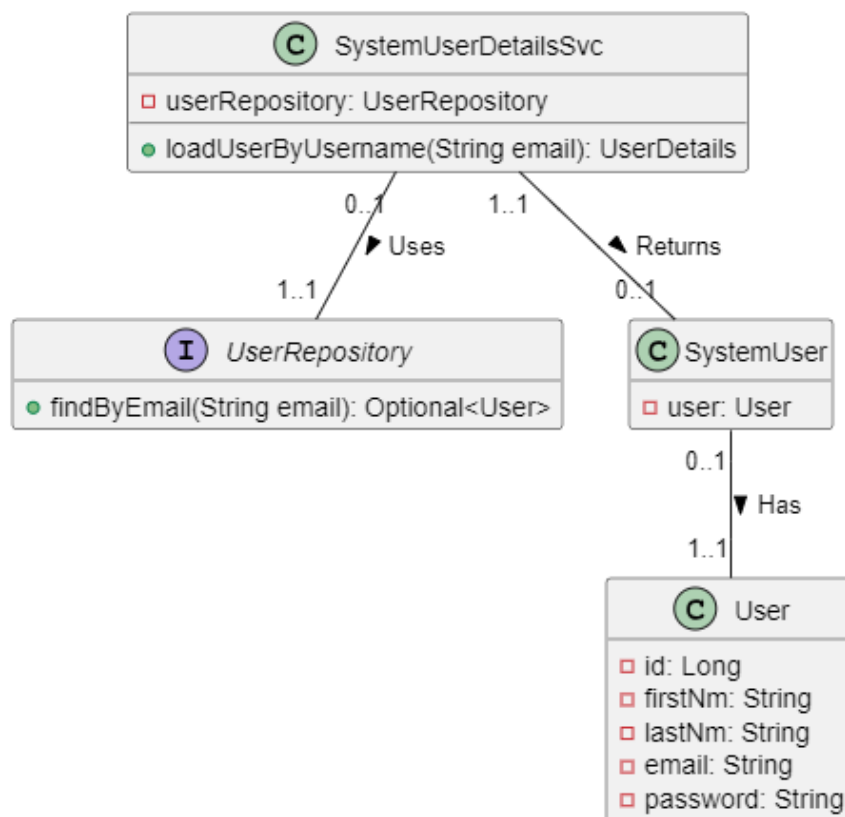 C SystemUserDetailsSvc
userRepository: UserRepository
loadUserByUsername(String email): UserDetails
0..1
1..1
Uses
Returns
1..1
0..1
I UserRepository
findByEmail(String email): Optional<User>
C SystemUser
user: User
0..1
Has
1..1
C User
id: Long
firstNm: String
lastNm: String
email: String
password: String